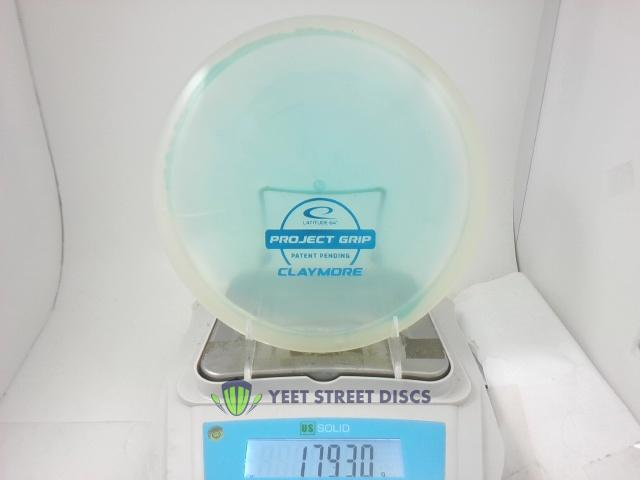 LATITUDE 64°
PROJECT GRIP
PATENT PENDING
CLAYMORE
YEET STREET DISCS
US SOLID
179.30 g